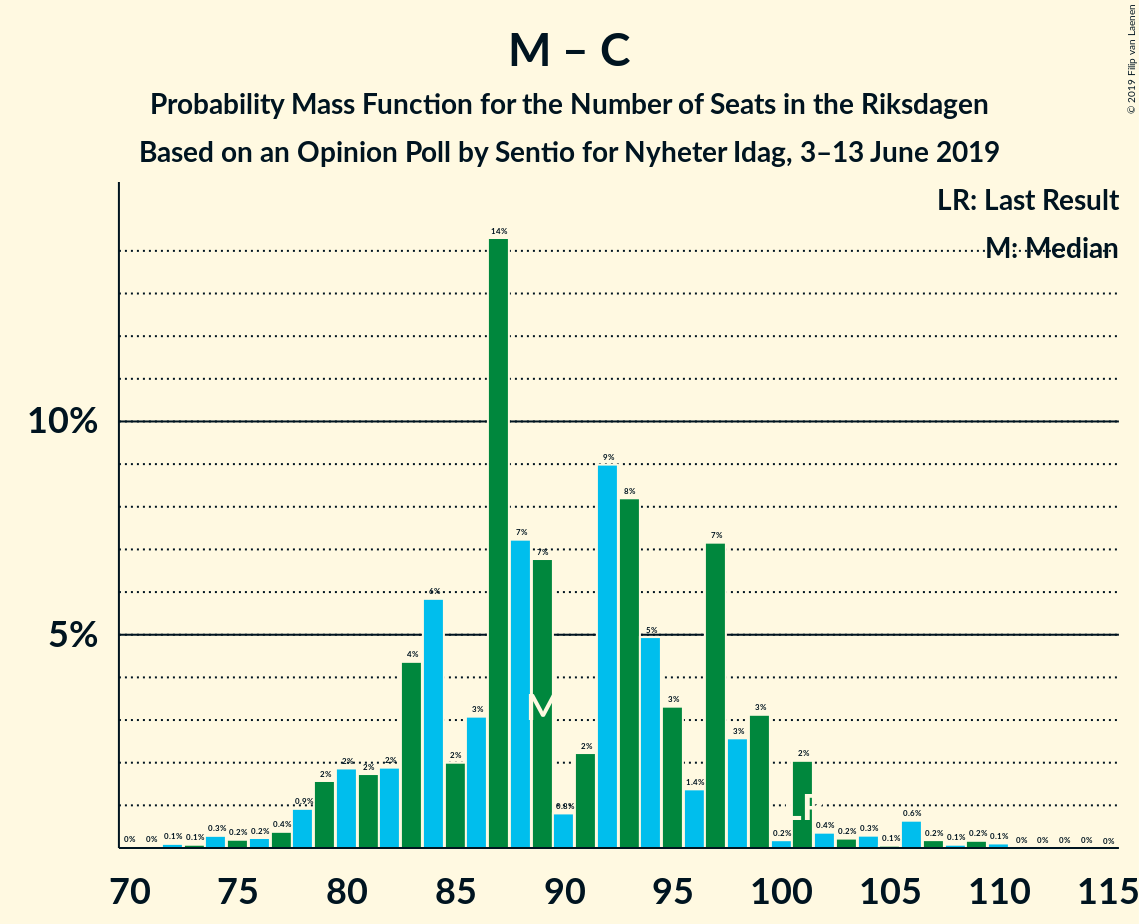 © 2019 Filip van Laenen
M – C
Probability Mass Function for the Number of Seats in the Riksdagen
Based on an Opinion Poll by Sentio for Nyheter Idag, 3–13 June 2019
LR: Last Result
M: Median
10%
5%
0% 0% 0.1% 0.1% 0.3% 0.2% 0.2% 0.4% 0.9% 2% 2% 2% 2% 4% 6% 2% 3% 14% 7% 7% 0.8% 2% 9% 8% 5% 3% 1.4% 7% 3% 3% 0.2% 2% 0.4% 0.2% 0.3% 0.1% 0.6% 0.2% 0.1% 0.2% 0.1% 0% 0% 0% 0% 0%
M
LR
70 75 80 85 90 95 100 105 110 115